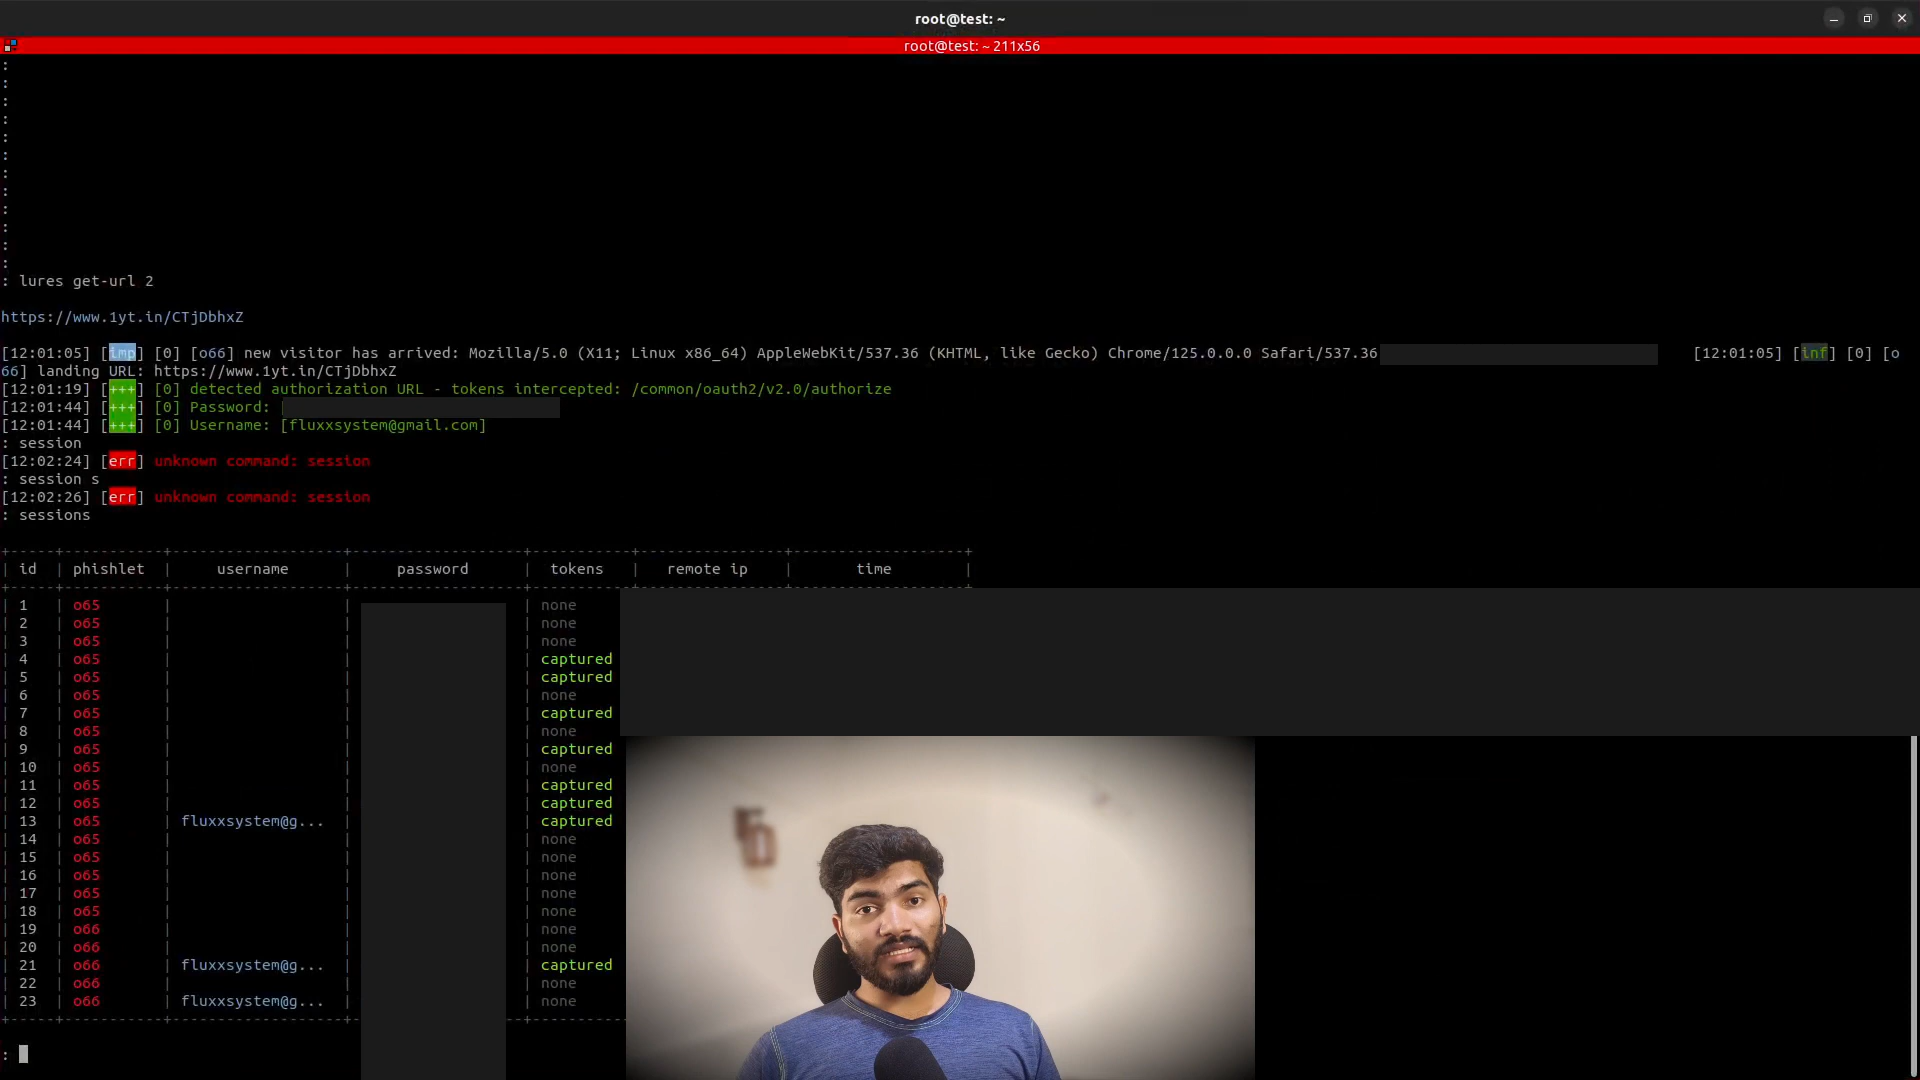 root@test: ~
root@test: ~ 211x56
:
:
:
:
:
:
:
:
:
:
:
:
: lures get-url 2
https://www.1yt.in/CTjDbhxZ
[12:01:05] [imp] [0] [o66] new visitor has arrived: Mozilla/5.0 (X11; Linux x86_64) AppleWebKit/537.36 (KHTML, like Gecko) Chrome/125.0.0.0 Safari/537.36 [12:01:05] [inf] [0] [o
66] landing URL: https://www.1yt.in/CTjDbhxZ
[12:01:19] [+++] [0] detected authorization URL - tokens intercepted: /common/oauth2/v2.0/authorize
[12:01:44] [+++] [0] Password: [
[12:01:44] [+++] [0] Username: [fluxxsystem@gmail.com]
: session
[12:02:24] [err] unknown command: session
: session s
[12:02:26] [err] unknown command: session
: sessions
| id | phishlet | username | password | tokens | remote ip | time |
| 1 | o65 | | | none
| 2 | o65 | | | none
| 3 | o65 | | | none
| 4 | o65 | | | captured
| 5 | o65 | | | captured
| 6 | o65 | | | none
| 7 | o65 | | | captured
| 8 | o65 | | | none
| 9 | o65 | | | captured
| 10 | o65 | | | none
| 11 | o65 | | | captured
| 12 | o65 | | | captured
| 13 | o65 | fluxxsystem@g... | | captured
| 14 | o65 | | | none
| 15 | o65 | | | none
| 16 | o65 | | | none
| 17 | o65 | | | none
| 18 | o65 | | | none
| 19 | o66 | | | none
| 20 | o66 | | | none
| 21 | o66 | fluxxsystem@g... | | captured
| 22 | o66 | | | none
| 23 | o66 | fluxxsystem@g... | | none
: